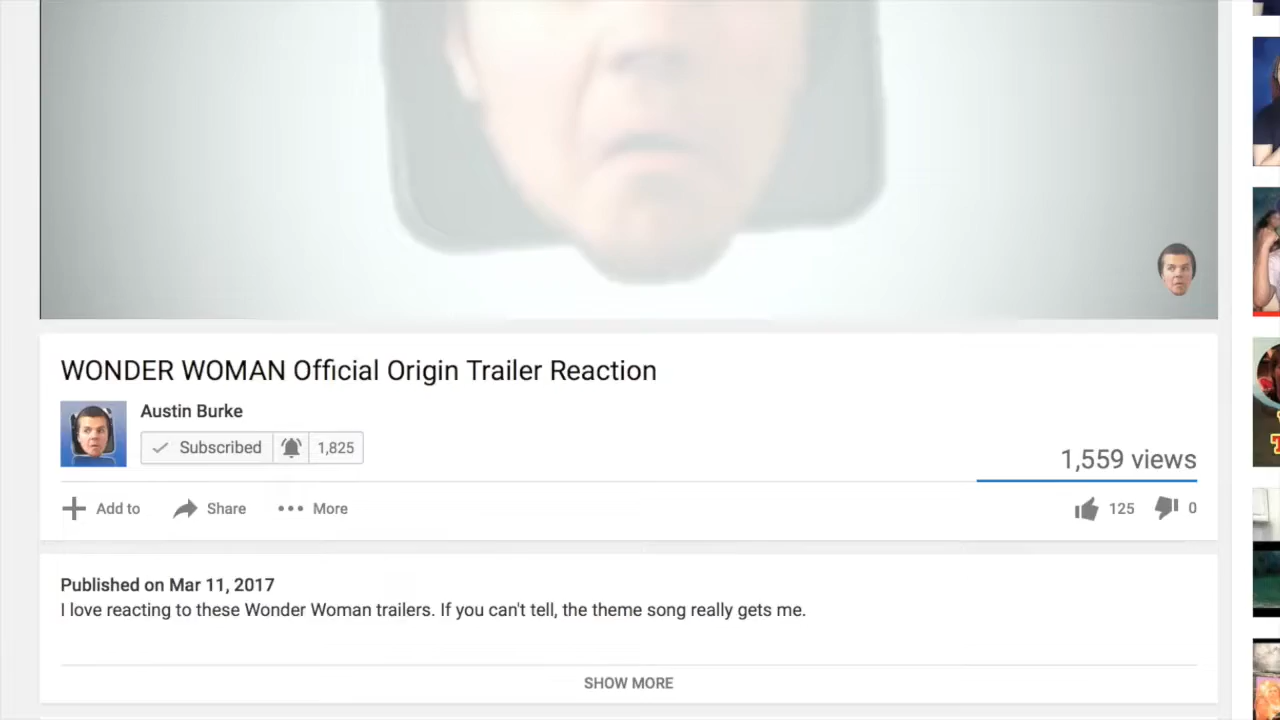 WONDER WOMAN Official Origin Trailer Reaction
Austin Burke
Subscribed 1,825
1,559 views
Add to Share More 125 0
Published on Mar 11, 2017
I love reacting to these Wonder Woman trailers. If you can't tell, the theme song really gets me.
SHOW MORE